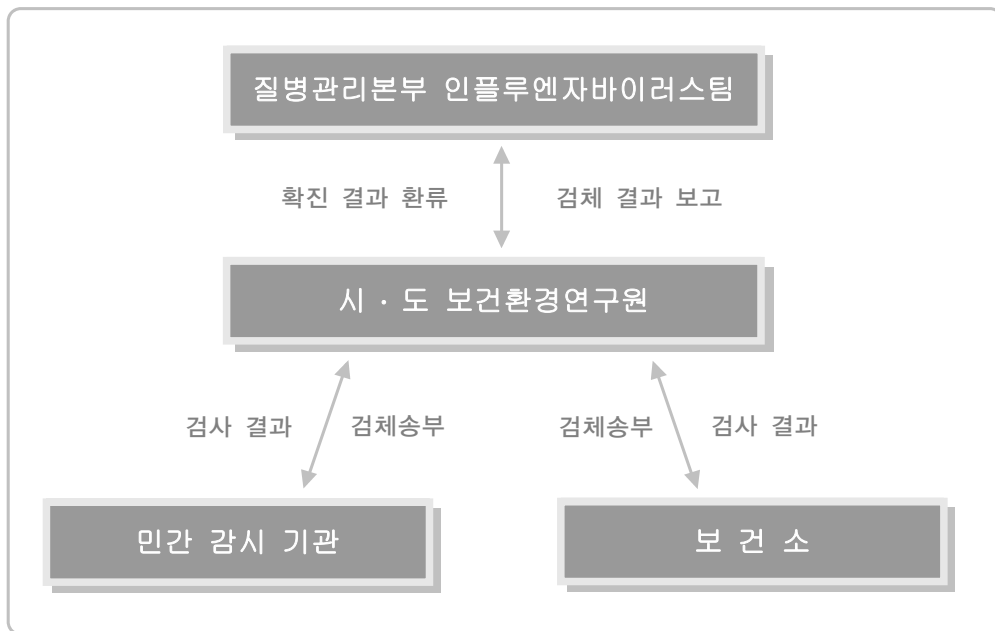 질병관리본부 인플루엔자바이러스팀
확진 결과 환류 검체 결과 보고
시·도 보건환경연구원
검사 결과 검체송부 검체송부 검사 결과
민간 감시 기관 보 건 소